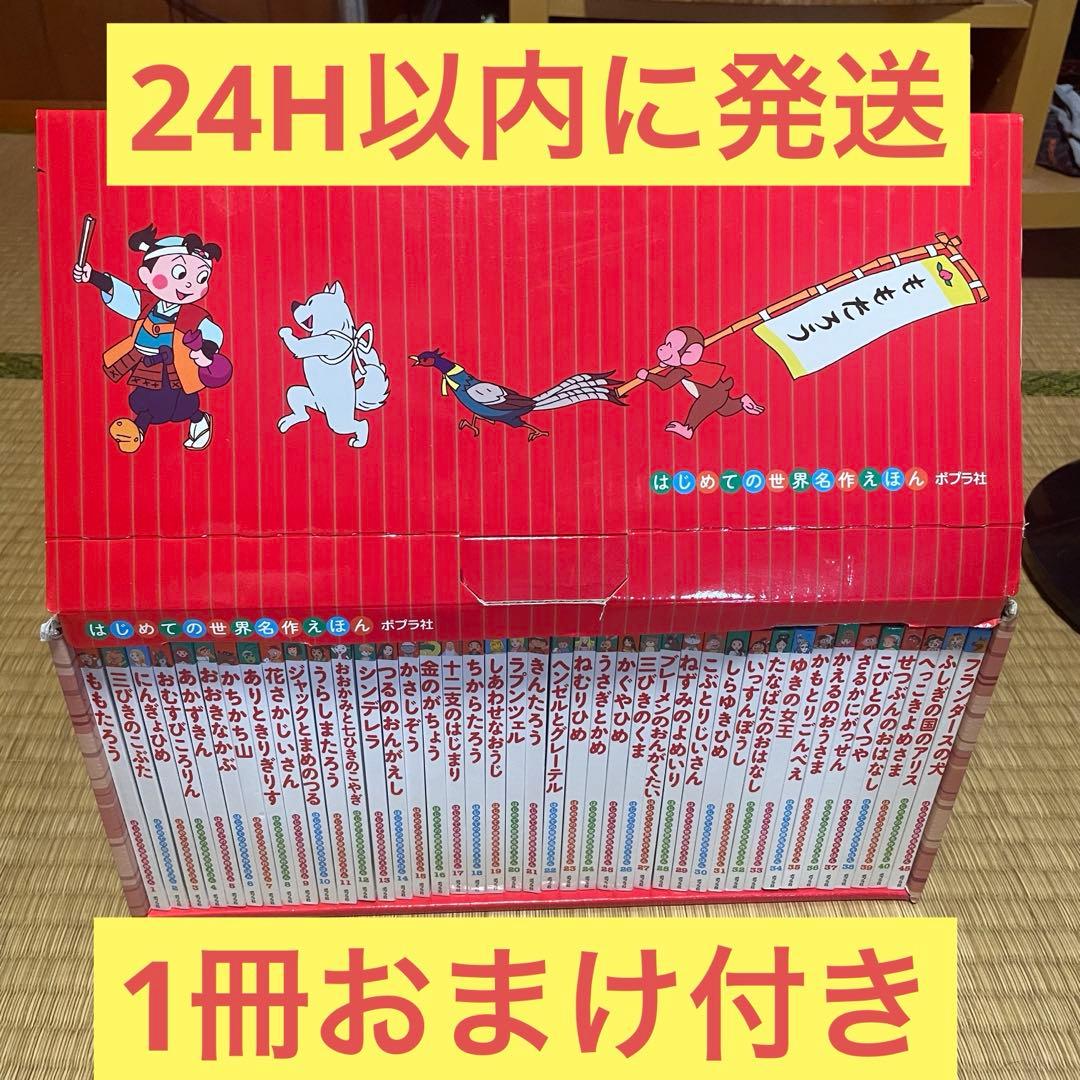 24H以内に発送
ももたろう
はじめての世界名作えほん ポプラ社
はじめての世界名作えほん ポプラ社
ももたろう
三びきのこぶた
にんぎょひめ
おむすびころりん
あかずきん
おおきなかぶ
かちかち山
ありときりぎりす
花さかじいさん
ジャックとまめのつる
うらしまたろう
おおかみと七ひきのこやぎ
シンデレラ
つるのおんがえし
かさじぞう
金のがちょう
十二支のはじまり
ちからたろう
しあわせなおうじ
ラプンツェル
きんたろう
ヘンゼルとグレーテル
ねむりひめ
うさぎとかめ
かぐやひめ
三びきのくま
ブレーメンのおんがくたい
ねずみのよめいり
こぶとりじいさん
しらゆきひめ
いっすんぼうし
たなばたのおはなし
ゆきの女王
かもとりごんべえ
かえるのおうさま
さるかにがっせん
こびとのくつや
せつぶんのおはなし
へっこきよめさま
ふしぎの国のアリス
フランダースの犬
1冊おまけ付き